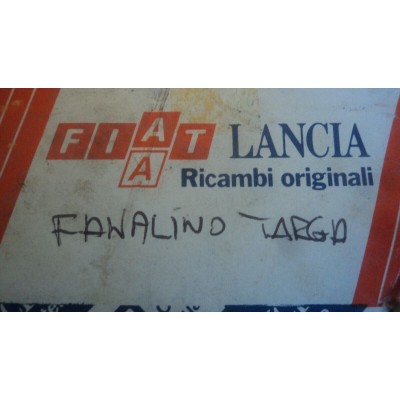 FIAT LANCIA
A
Ricambi originali
FANALINO TARGA